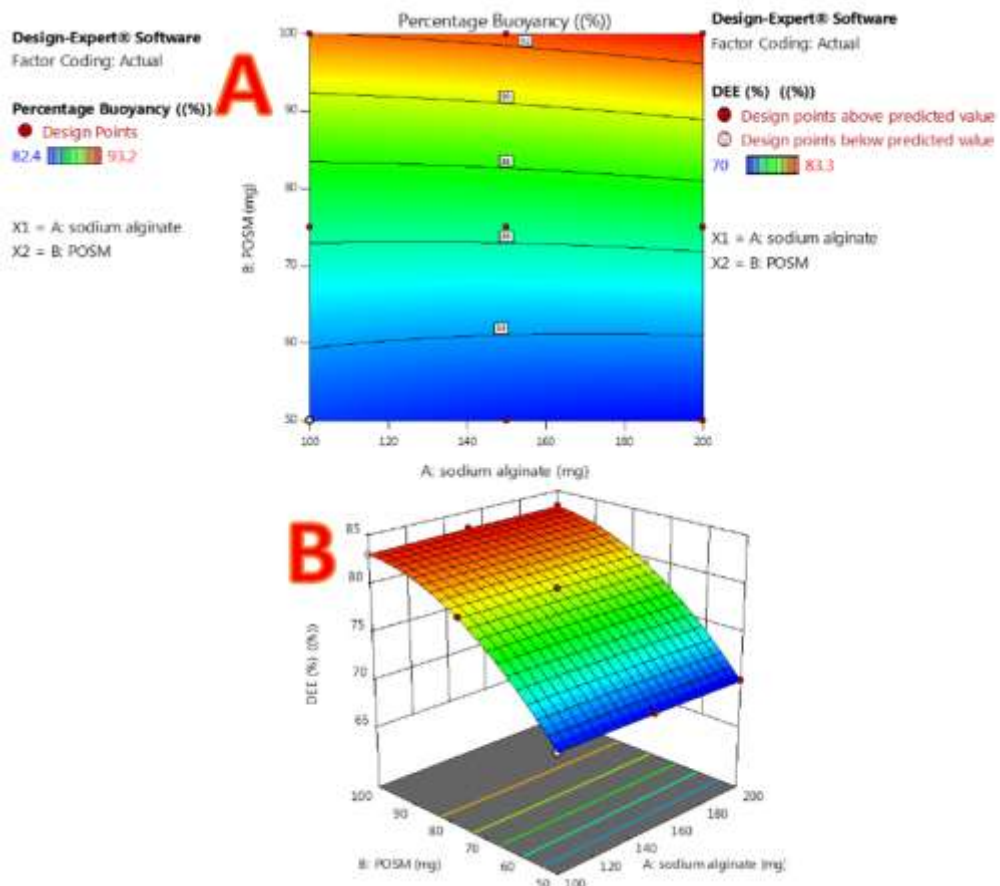 Design-Expert® Software
Factor Coding: Actual
Percentage Buoyancy ((%))
Design Points
82.4 93.2
X1 = A: sodium alginate
X2 = B: POSM
A
Percentage Buoyancy ((%))
B: POSM (mg)
100
90
80
70
60
50
100 120 140 160 180 200
A: sodium alginate (mg)
Design-Expert® Software
Factor Coding: Actual
DEE (%) ((%))
Design points above predicted value
Design points below predicted value
70 83.3
X1 = A: sodium alginate
X2 = B: POSM
B
DEE (%) ((%))
85
80
75
70
65
100
90
80
70
60
50
B: POSM (mg)
100
120
140
160
180
200
A: sodium alginate (mg)